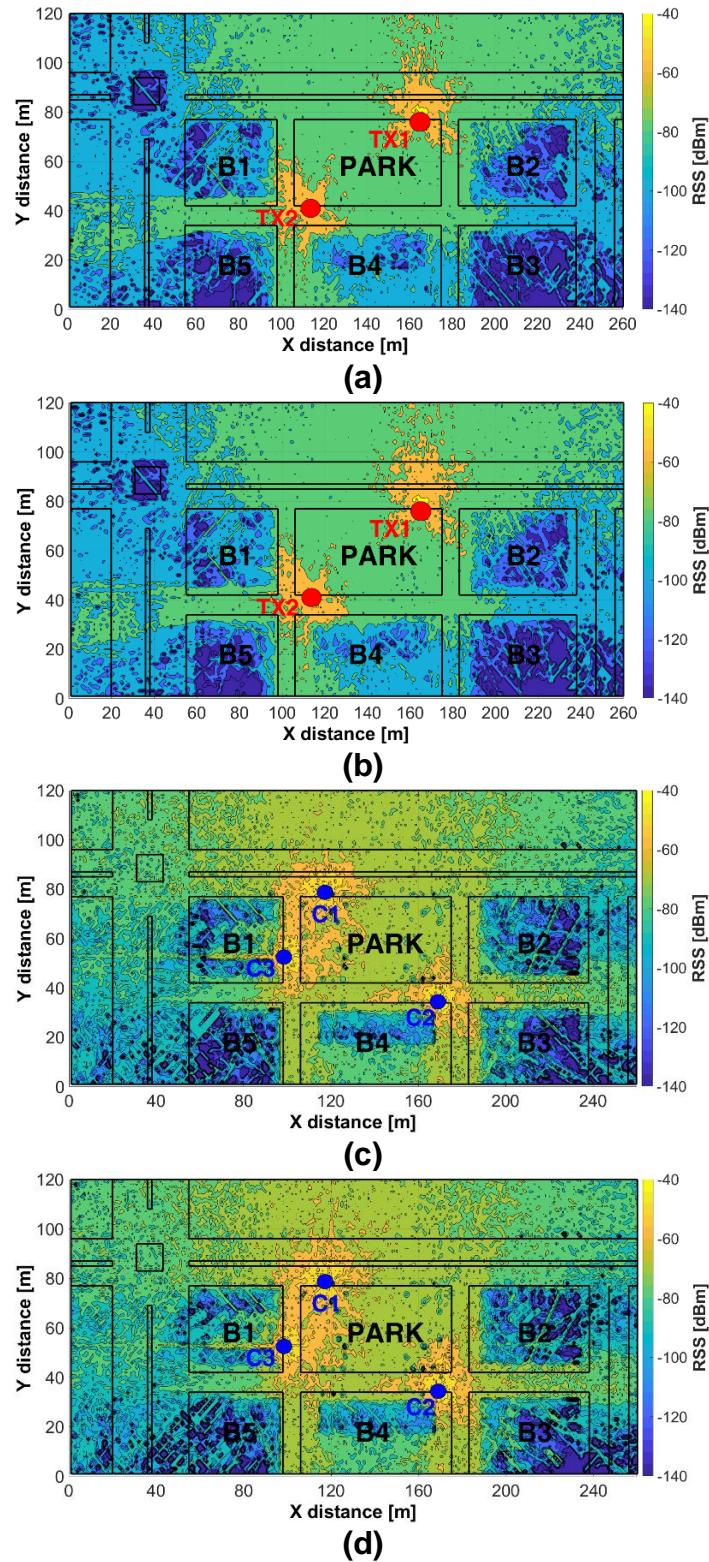 120
100
80
60
40
20
0
Y distance [m]
TX1
B1
PARK
B2
TX2
B5
B4
B3
0 20 40 60 80 100 120 140 160 180 200 220 240 260
X distance [m]
-40
-60
-80
-100
-120
-140
RSS [dBm]
(a)
120
100
80
60
40
20
0
Y distance [m]
TX1
B1
PARK
B2
TX2
B5
B4
B3
0 20 40 60 80 100 120 140 160 180 200 220 240 260
X distance [m]
-40
-60
-80
-100
-120
-140
RSS [dBm]
(b)
120
100
80
60
40
20
0
Y distance [m]
C1
B1
PARK
B2
C3
C2
B5
B4
B3
0 40 80 120 160 200 240
X distance [m]
-40
-60
-80
-100
-120
-140
RSS [dBm]
(c)
120
100
80
60
40
20
0
Y distance [m]
C1
B1
PARK
B2
C3
C2
B5
B4
B3
0 40 80 120 160 200 240
X distance [m]
-40
-60
-80
-100
-120
-140
RSS [dBm]
(d)